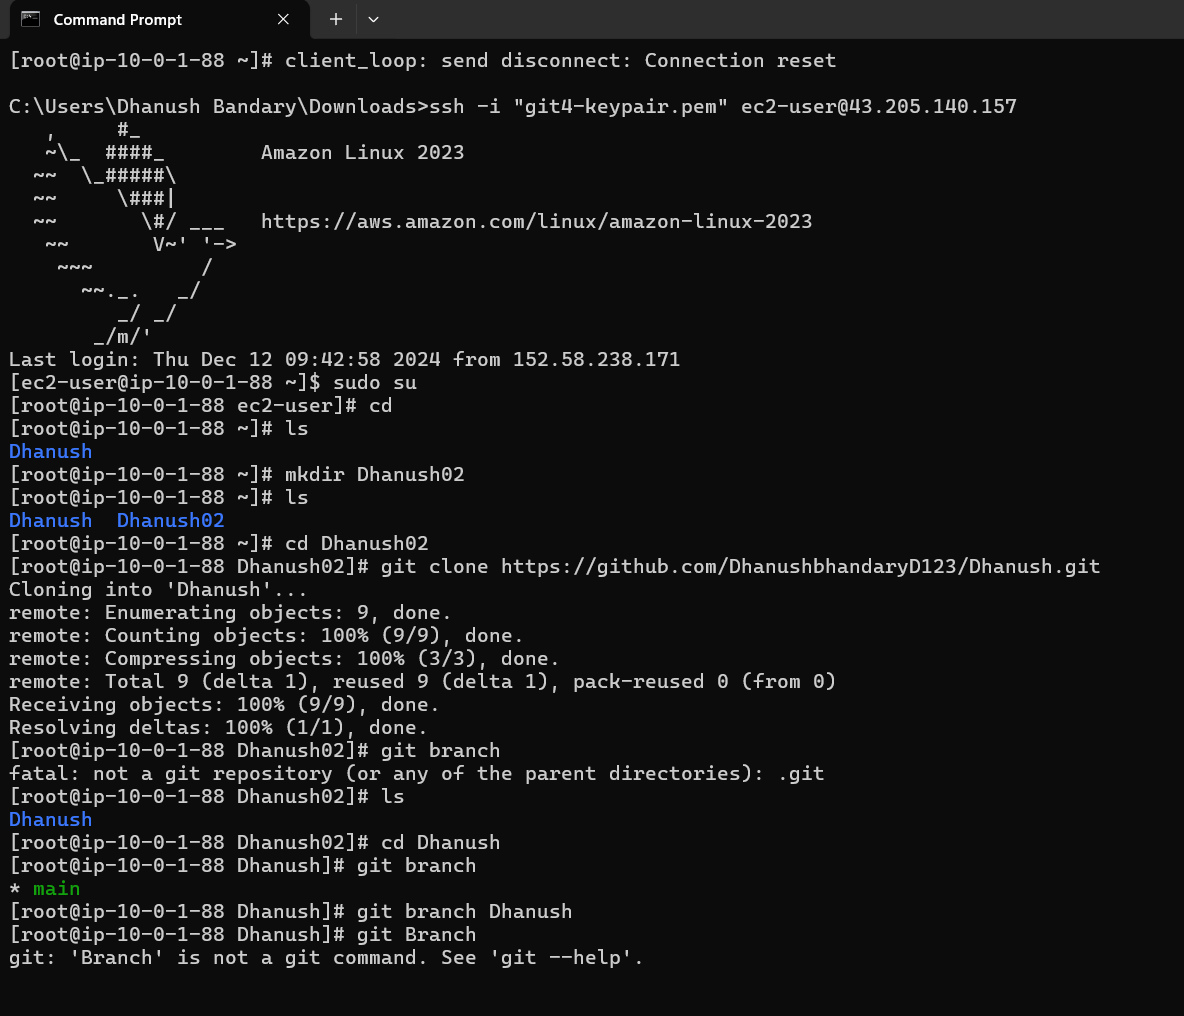 Command Prompt
[root@ip-10-0-1-88 ~]# client_loop: send disconnect: Connection reset
C:\Users\Dhanush Bandary\Downloads>ssh -i "git4-keypair.pem" ec2-user@43.205.140.157
   ,     #_
   ~\_  ####_        Amazon Linux 2023
  ~~  \_#####\
  ~~     \###|
  ~~       \#/ ___   https://aws.amazon.com/linux/amazon-linux-2023
   ~~       V~' '->
    ~~~         /
      ~~._.   _/
         _/ _/
       _/m/'
Last login: Thu Dec 12 09:42:58 2024 from 152.58.238.171
[ec2-user@ip-10-0-1-88 ~]$ sudo su
[root@ip-10-0-1-88 ec2-user]# cd
[root@ip-10-0-1-88 ~]# ls
Dhanush
[root@ip-10-0-1-88 ~]# mkdir Dhanush02
[root@ip-10-0-1-88 ~]# ls
Dhanush  Dhanush02
[root@ip-10-0-1-88 ~]# cd Dhanush02
[root@ip-10-0-1-88 Dhanush02]# git clone https://github.com/DhanushbhandaryD123/Dhanush.git
Cloning into 'Dhanush'...
remote: Enumerating objects: 9, done.
remote: Counting objects: 100% (9/9), done.
remote: Compressing objects: 100% (3/3), done.
remote: Total 9 (delta 1), reused 9 (delta 1), pack-reused 0 (from 0)
Receiving objects: 100% (9/9), done.
Resolving deltas: 100% (1/1), done.
[root@ip-10-0-1-88 Dhanush02]# git branch
fatal: not a git repository (or any of the parent directories): .git
[root@ip-10-0-1-88 Dhanush02]# ls
Dhanush
[root@ip-10-0-1-88 Dhanush02]# cd Dhanush
[root@ip-10-0-1-88 Dhanush]# git branch
* main
[root@ip-10-0-1-88 Dhanush]# git branch Dhanush
[root@ip-10-0-1-88 Dhanush]# git Branch
git: 'Branch' is not a git command. See 'git --help'.